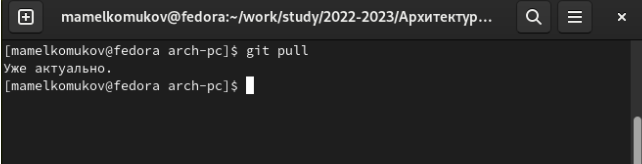 mamelkomukov@fedora:~/work/study/2022-2023/Архитектур...
[mamelkomukov@fedora arch-pc]$ git pull
Уже актуально.
[mamelkomukov@fedora arch-pc]$